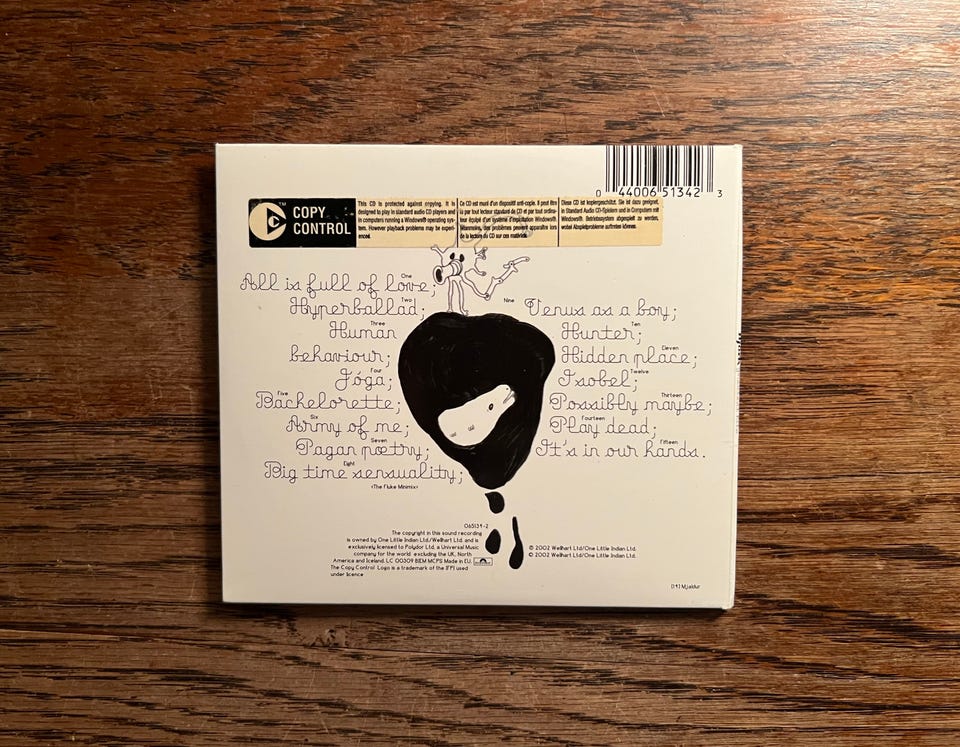 0 44006 51342 3
COPY
CONTROL
TM
This CD is protected against copying. It is
designed to play in standard audio CD players and
in computers running a Windows® operating sys-
tem. However playback problems may be experi-
enced.
Ce CD est muni d'un dispositif anti-copie. Il peut être
lu par tout lecteur standard de CD et par tout ordina-
teur équipé d'un système d'exploitation Windows®.
Néanmoins, des problèmes peuvent apparaître lors
de la lecture du CD sur ces matériels.
Diese CD ist kopiergeschützt. Sie ist dazu geeignet,
in Standard Audio CD-Spielern und in Computern mit
Windows® Betriebssystem abgespielt zu werden,
wobei Abspielprobleme auftreten können.
One
All is full of love;
Two
Hyperballad;
Three
Human
behaviour;
Four
Jóga;
Five
Bachelorette;
Six
Army of me;
Seven
Pagan poetry;
Eight
Big time sensuality;
<The Fluke Minimix>
Nine
Venus as a boy;
Ten
Hunter;
Eleven
Hidden place;
Twelve
Isobel;
Thirteen
Possibly maybe;
Fourteen
Play dead;
Fifteen
It's in our hands.
065134-2
The copyright in this sound recording
is owned by One Little Indian Ltd./Wellhart Ltd. and is
exclusively licensed to Polydor Ltd. a Universal Music
company for the world excluding the UK, North
America and Iceland. LC 00309 BIEM MCPS Made in EU.
The Copy Control Logo is a trademark of the IFPI used
under licence
℗ 2002 Wellhart Ltd/One Little Indian Ltd.
© 2002 Wellhart Ltd/One Little Indian Ltd.